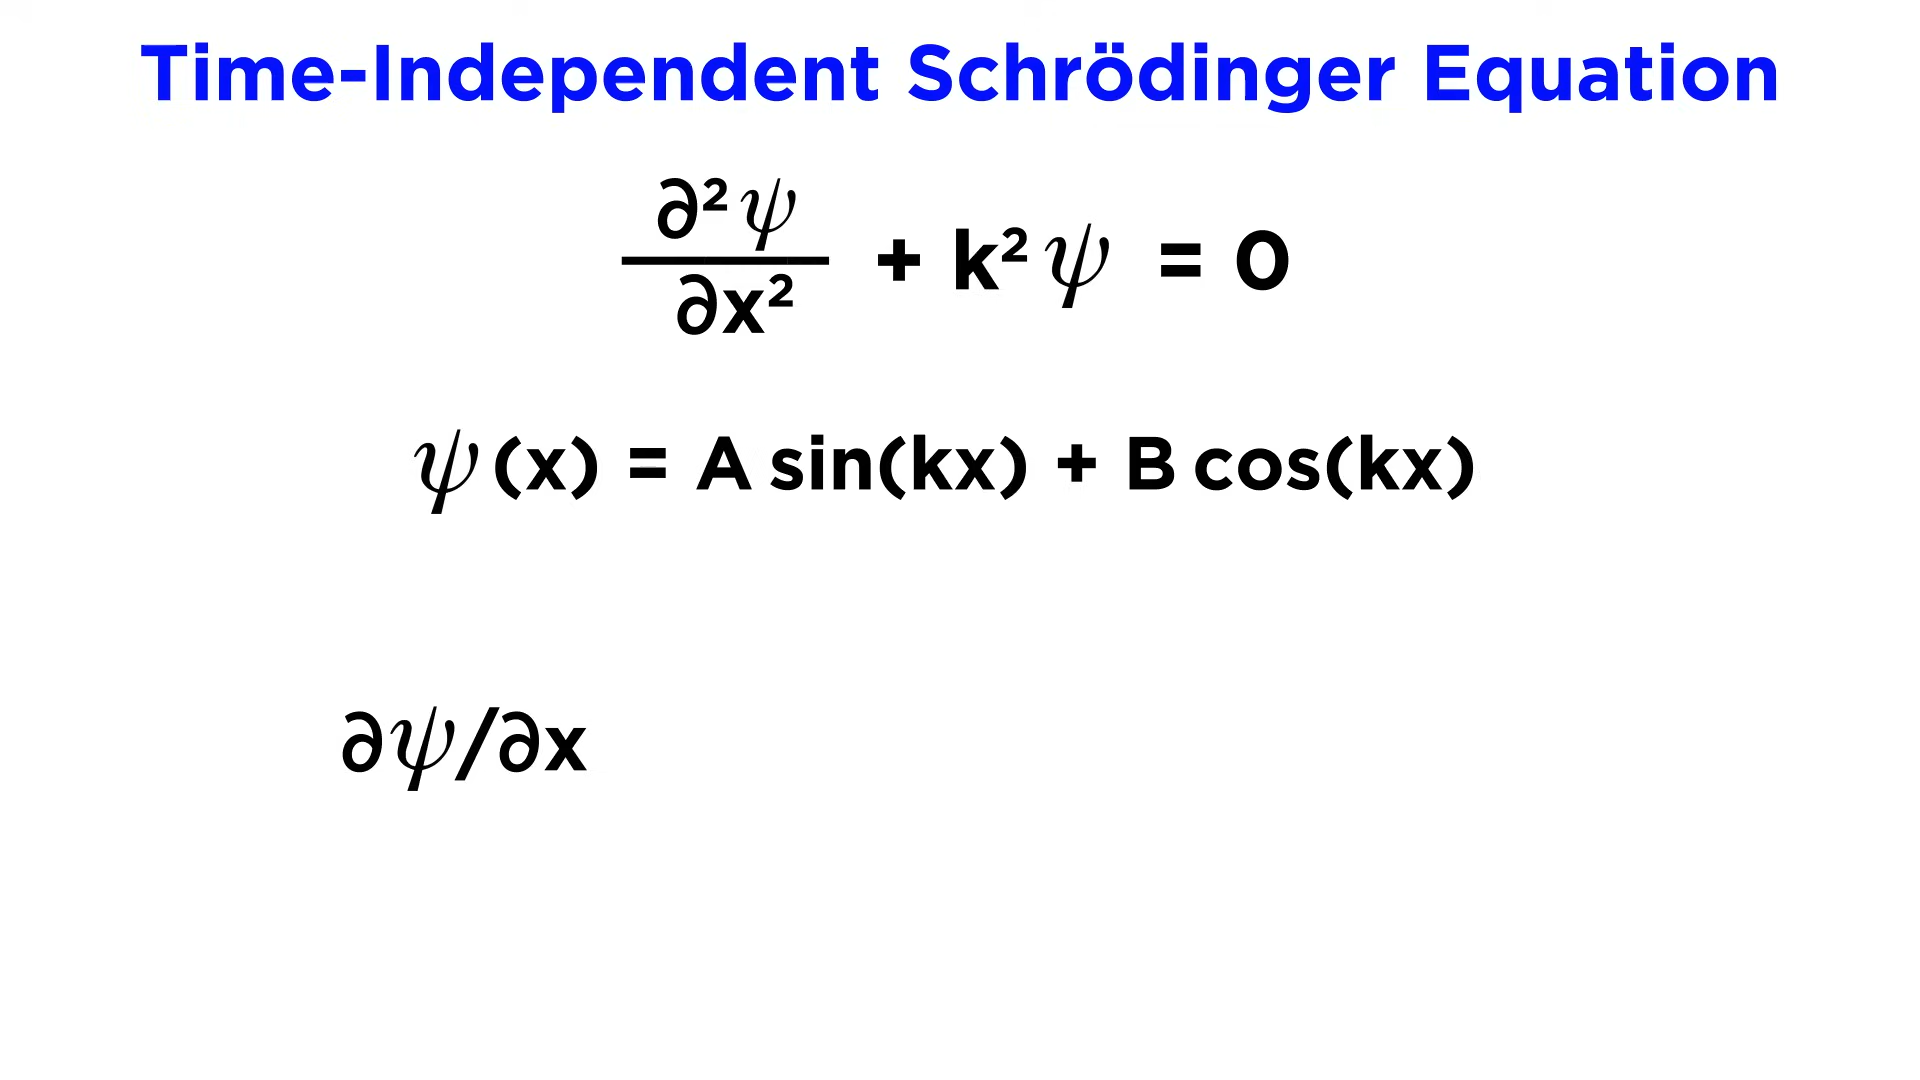 Time-Independent Schrödinger Equation
∂²ψ
∂x²
+ k²ψ = 0
ψ(x) = A sin(kx) + B cos(kx)
∂ψ/∂x